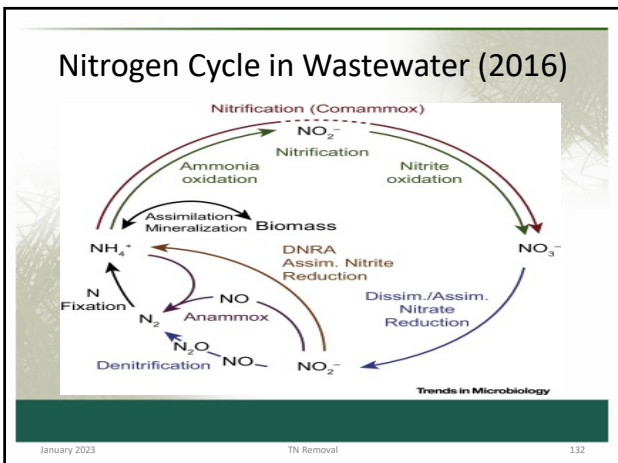 Nitrogen Cycle in Wastewater (2016)
Nitrification (Comammox)
NO₂⁻
Nitrification
Ammonia
oxidation
Nitrite
oxidation
Assimilation
Mineralization
Biomass
NH₄⁺
NO₃⁻
DNRA
Assim. Nitrite
Reduction
N
Fixation
NO
Dissim./Assim.
Nitrate
Reduction
N₂
Anammox
N₂O
NO
NO₂⁻
Denitrification
Trends in Microbiology
January 2023
TN Removal
132